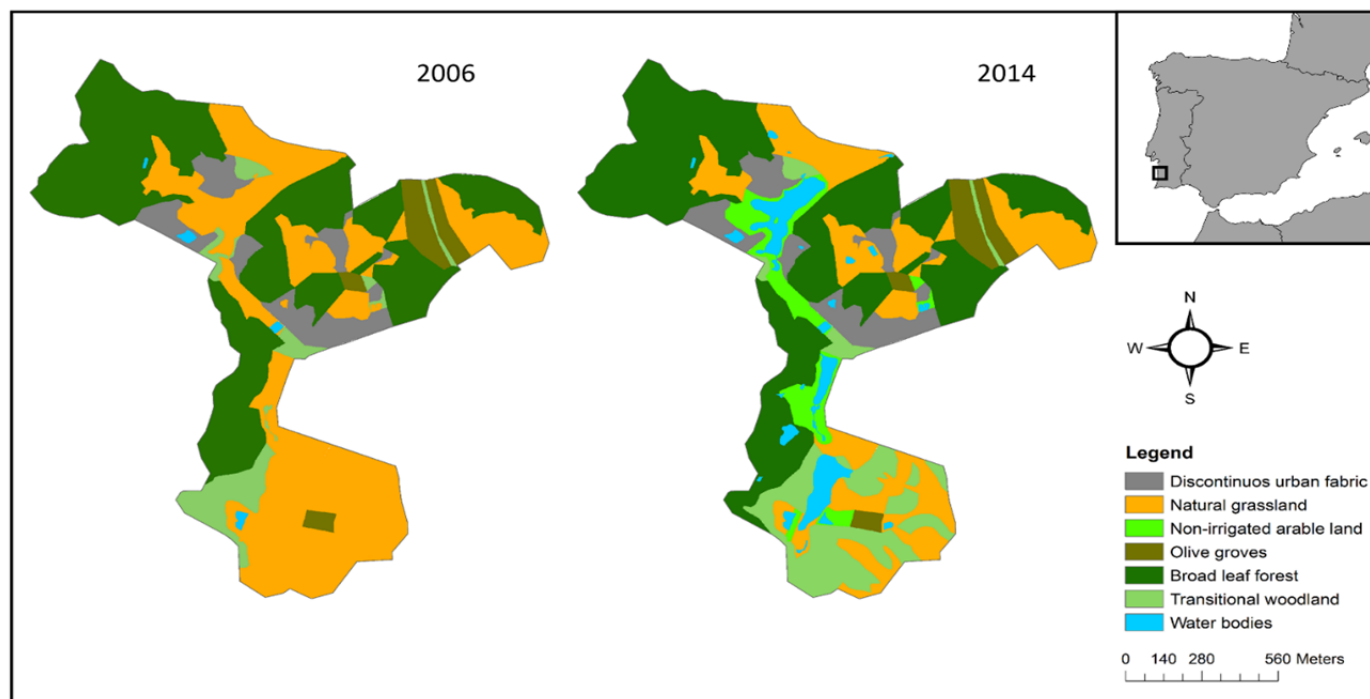 2006
2014
N
W
E
S
Legend
Discontinuos urban fabric
Natural grassland
Non-irrigated arable land
Olive groves
Broad leaf forest
Transitional woodland
Water bodies
0 140 280 560 Meters